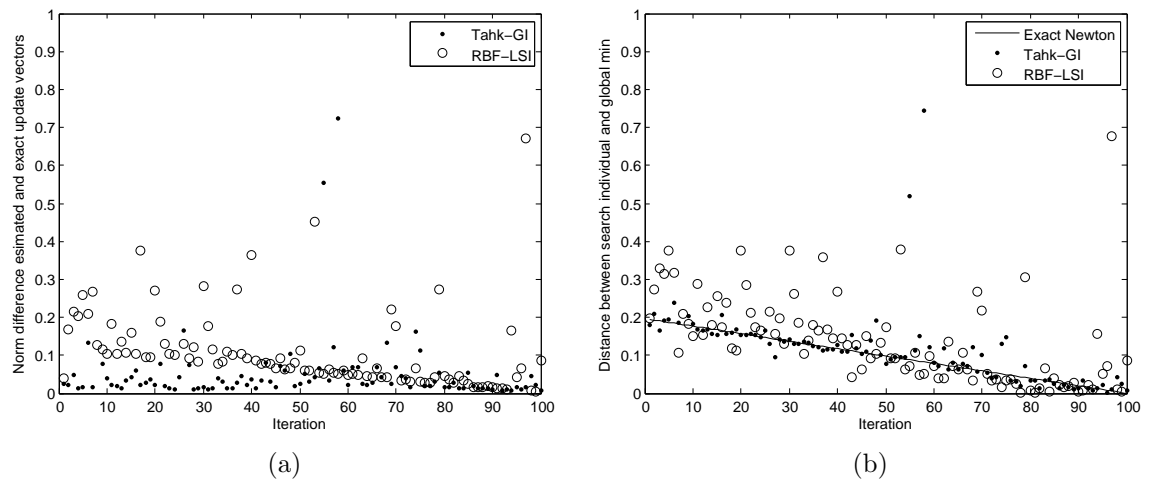 Norm difference esimated and exact update vectors
1
0.9
0.8
0.7
0.6
0.5
0.4
0.3
0.2
0.1
0
0 10 20 30 40 50 60 70 80 90 100
Iteration
Tahk−GI
RBF−LSI
(a)
Distance between search individual and global min
1
0.9
0.8
0.7
0.6
0.5
0.4
0.3
0.2
0.1
0
0 10 20 30 40 50 60 70 80 90 100
Iteration
Exact Newton
Tahk−GI
RBF−LSI
(b)